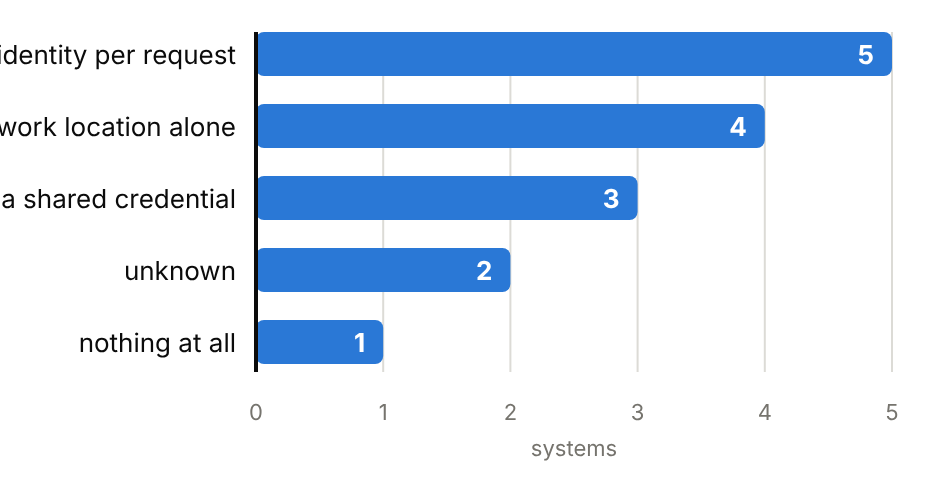 identity per request
5
work location alone
4
a shared credential
3
unknown
2
nothing at all
1
0 1 2 3 4 5
systems